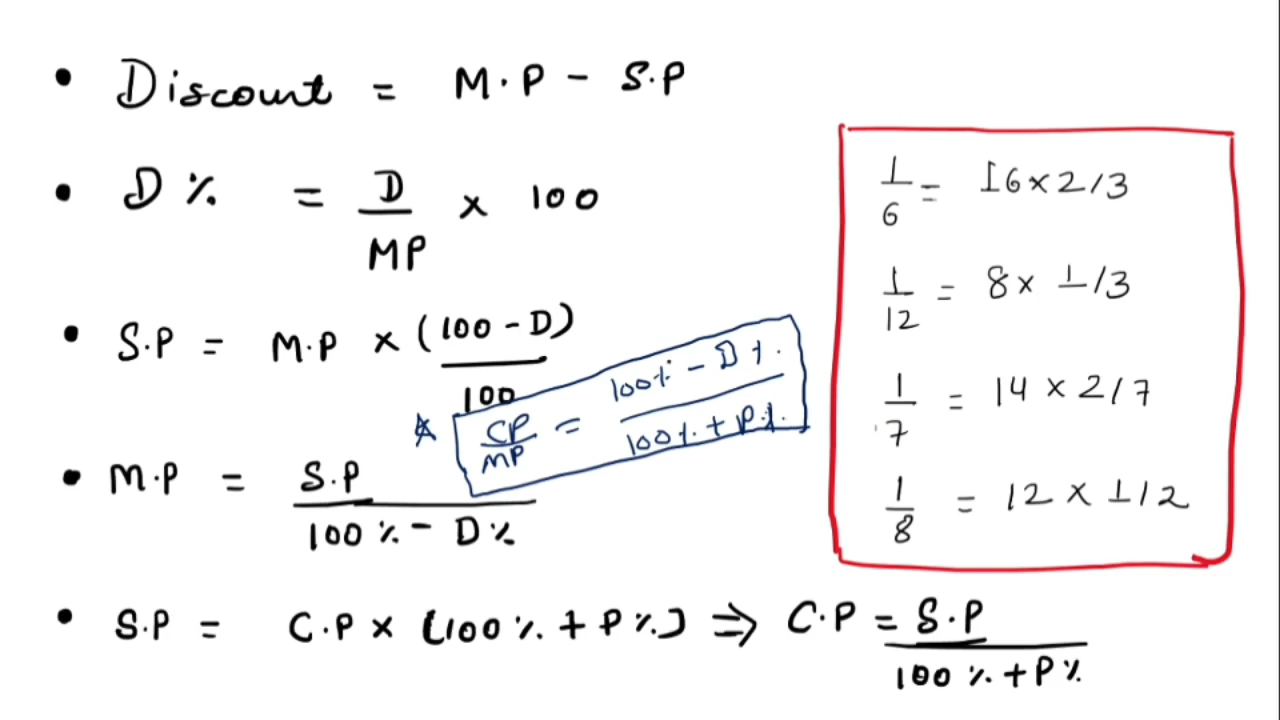 • Discount = M.P - S.P
• D % = D/MP × 100
• S.P = M.P × (100 - D)/100
☆ CP/MP = 100% - D%/100% + P%
• M.P = S.P/100 % - D %
• S.P = C.P × (100 % + P %) ⇒ C.P = S.P/100 % + P %
1/6 = 16 × 2/3
1/12 = 8 × 1/3
1/7 = 14 × 2/7
1/8 = 12 × 1/2